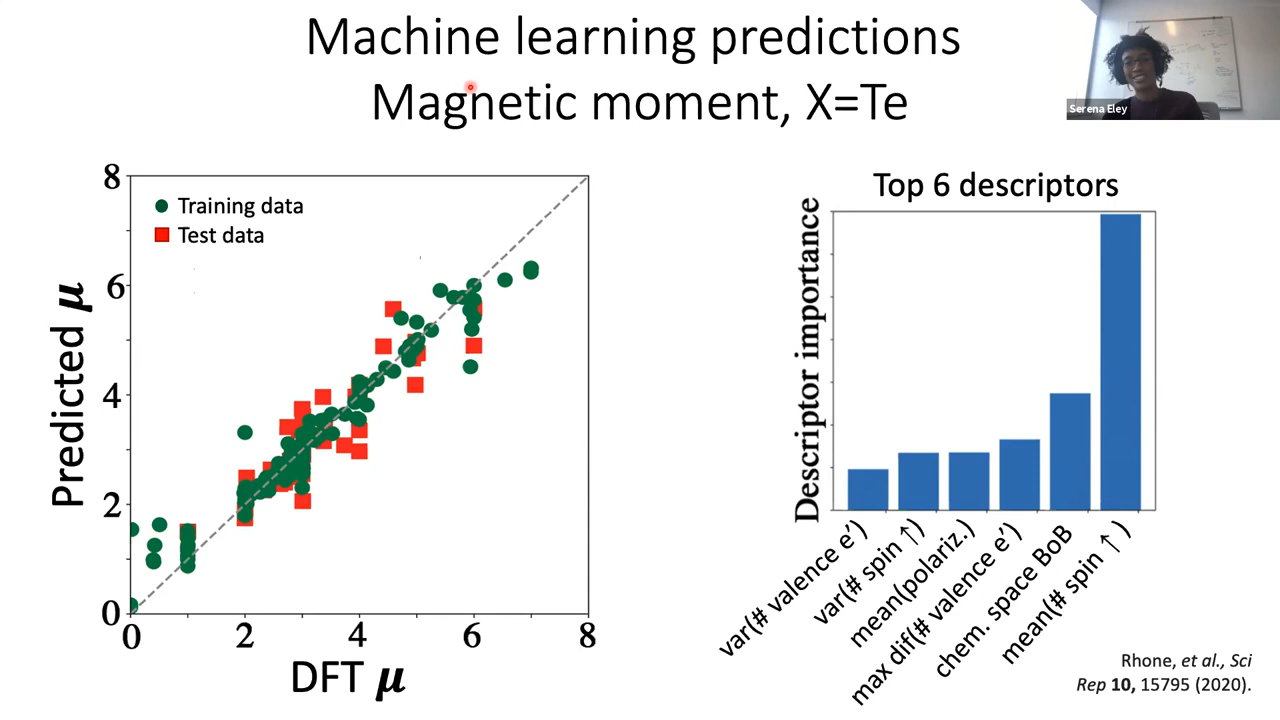 Machine learning predictions
Magnetic moment, X=Te
Serena Eley
8
6
4
2
0
0 2 4 6 8
Predicted μ
DFT μ
Training data
Test data
Top 6 descriptors
Descriptor importance
var(# valence e′)
var(# spin ↑)
mean(polariz.)
max dif(# valence e′)
chem. space BoB
mean(# spin ↑)
Rhone, et al., Sci
Rep 10, 15795 (2020).